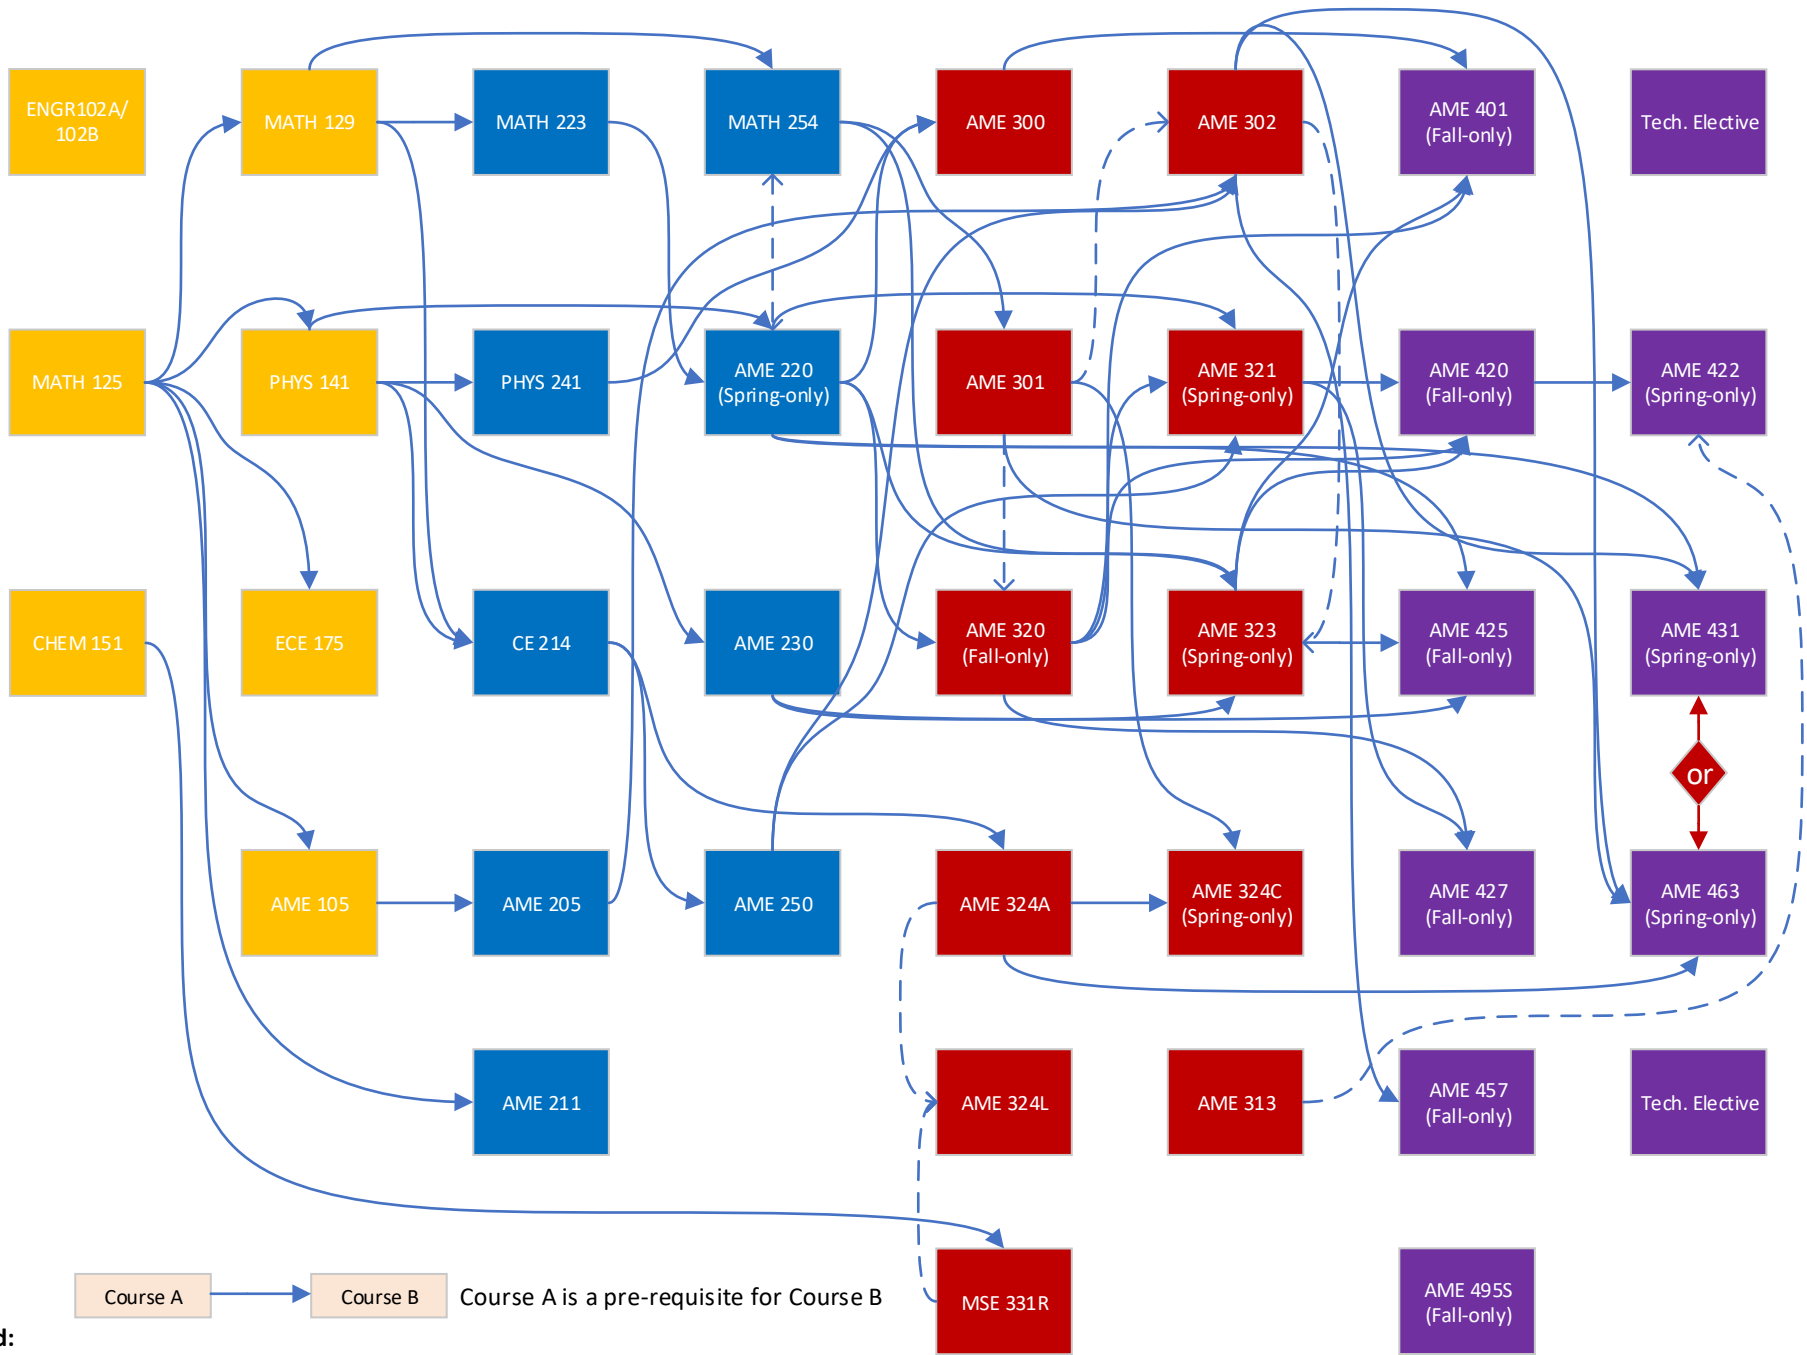 ENGR102A/
102B
MATH 129
MATH 223
MATH 254
AME 300
AME 302
AME 401
(Fall-only)
Tech. Elective
MATH 125
PHYS 141
PHYS 241
AME 220
(Spring-only)
AME 301
AME 321
(Spring-only)
AME 420
(Fall-only)
AME 422
(Spring-only)
CHEM 151
ECE 175
CE 214
AME 230
AME 320
(Fall-only)
AME 323
(Spring-only)
AME 425
(Fall-only)
AME 431
(Spring-only)
or
AME 105
AME 205
AME 250
AME 324A
AME 324C
(Spring-only)
AME 427
(Fall-only)
AME 463
(Spring-only)
AME 211
AME 324L
AME 313
AME 457
(Fall-only)
Tech. Elective
MSE 331R
AME 495S
(Fall-only)
Course A
Course B
Course A is a pre-requisite for Course B
d: